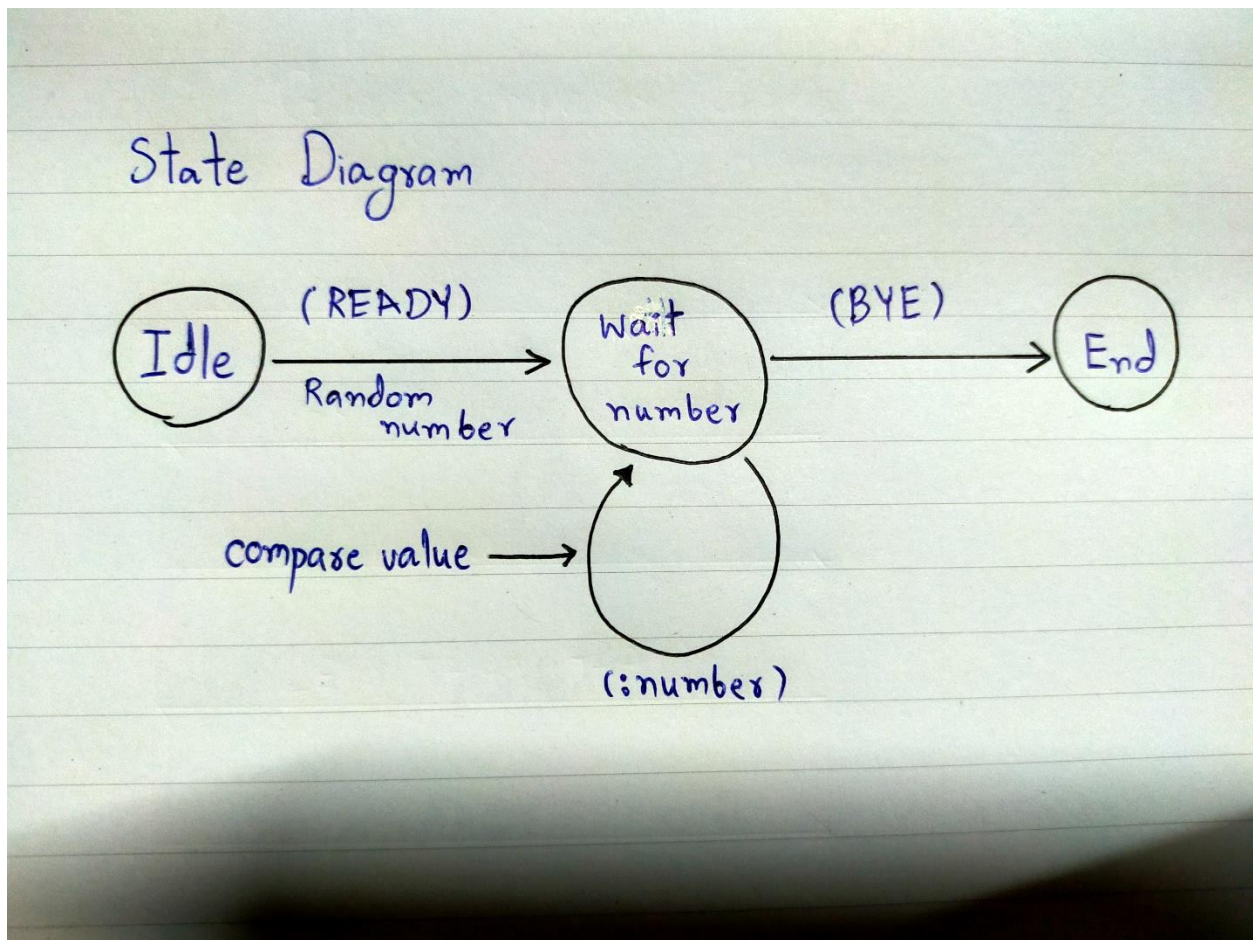 State Diagram
(READY)
(BYE)
Idle
Wait
for
number
End
Random
number
compare value
(:number)